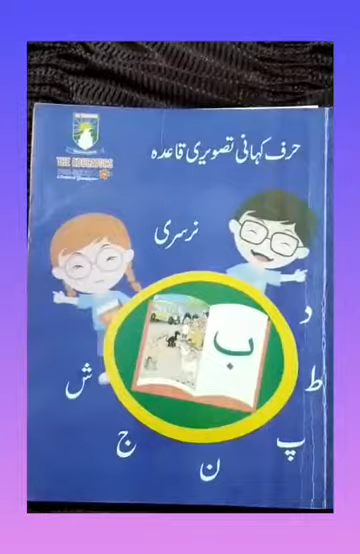 حرف کہانی تصویری قاعدہ
THE EDUCATORS
نرسری
د
ب
ش
ط
ج
پ
ن